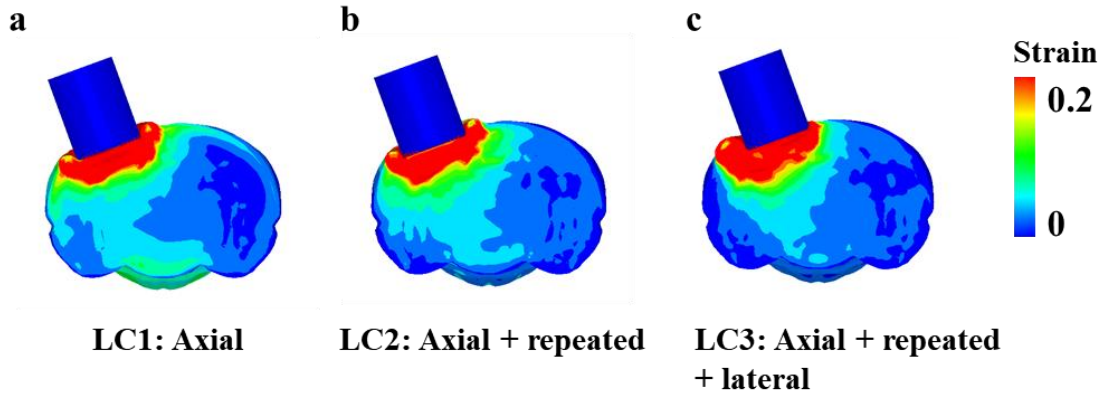 a
b
c
Strain
0.2
0
LC1: Axial
LC2: Axial + repeated
LC3: Axial + repeated
+ lateral